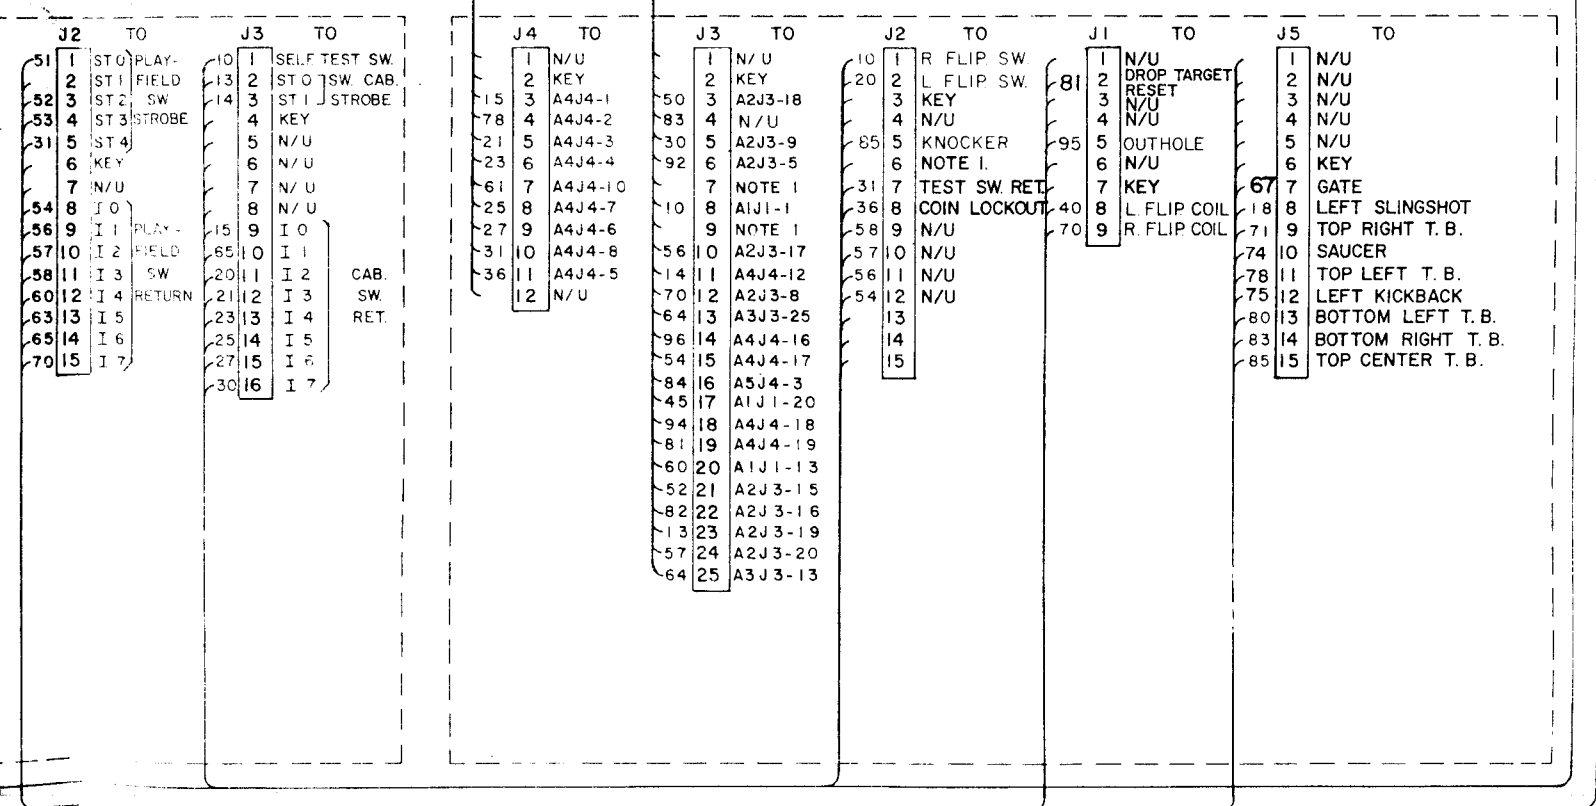 J2 TO
51 1 ST 0 PLAY-
2 ST 1 FIELD
52 3 ST 2 SW
53 4 ST 3 STROBE
31 5 ST 4
6 KEY
7 N/U
54 8 I 0
56 9 I 1 PLAY-
57 10 I 2 FIELD
58 11 I 3 SW
60 12 I 4 RETURN
63 13 I 5
65 14 I 6
70 15 I 7
J3 TO
10 1 SELF TEST SW.
13 2 ST 0 SW. CAB.
14 3 ST 1 STROBE
4 KEY
5 N/U
6 N/U
7 N/U
8 N/U
15 9 I 0
65 10 I 1
20 11 I 2 CAB.
21 12 I 3 SW.
23 13 I 4 RET.
25 14 I 5
27 15 I 6
30 16 I 7
J4 TO
1 N/U
2 KEY
15 3 A4J4-1
78 4 A4J4-2
21 5 A4J4-3
23 6 A4J4-4
61 7 A4J4-10
25 8 A4J4-7
27 9 A4J4-6
31 10 A4J4-8
36 11 A4J4-5
12 N/U
J3 TO
1 N/U
2 KEY
50 3 A2J3-18
83 4 N/U
30 5 A2J3-9
92 6 A2J3-5
7 NOTE 1
10 8 A1J1-1
9 NOTE 1
56 10 A2J3-17
14 11 A4J4-12
70 12 A2J3-8
64 13 A3J3-25
96 14 A4J4-16
54 15 A4J4-17
84 16 A5J4-3
45 17 A1J1-20
94 18 A4J4-18
81 19 A4J4-19
60 20 A1J1-13
52 21 A2J3-15
82 22 A2J3-16
13 23 A2J3-19
57 24 A2J3-20
64 25 A3J3-13
J2 TO
10 1 R FLIP SW.
20 2 L FLIP SW.
3 KEY
4 N/U
85 5 KNOCKER
6 NOTE 1.
31 7 TEST SW. RET.
36 8 COIN LOCKOUT
58 9 N/U
57 10 N/U
56 11 N/U
54 12 N/U
13
14
15
J1 TO
1 N/U
81 2 DROP TARGET
RESET
3 N/U
4 N/U
95 5 OUTHOLE
6 N/U
7 KEY
40 8 L. FLIP. COIL
70 9 R. FLIP. COIL
J5 TO
1 N/U
2 N/U
3 N/U
4 N/U
5 N/U
6 KEY
67 7 GATE
18 8 LEFT SLINGSHOT
71 9 TOP RIGHT T. B.
74 10 SAUCER
78 11 TOP LEFT T. B.
75 12 LEFT KICKBACK
80 13 BOTTOM LEFT T. B.
83 14 BOTTOM RIGHT T. B.
85 15 TOP CENTER T. B.